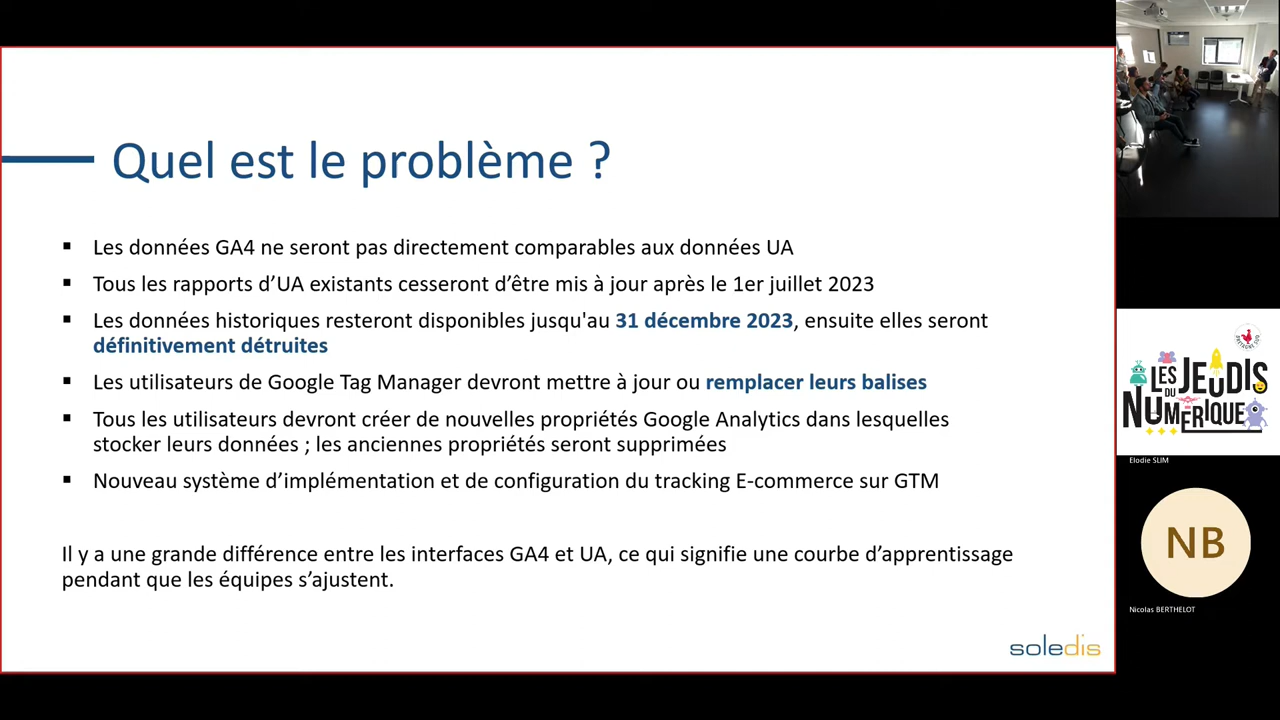 Quel est le problème ?
▪ Les données GA4 ne seront pas directement comparables aux données UA
▪ Tous les rapports d’UA existants cesseront d’être mis à jour après le 1er juillet 2023
▪ Les données historiques resteront disponibles jusqu'au 31 décembre 2023, ensuite elles seront
définitivement détruites
▪ Les utilisateurs de Google Tag Manager devront mettre à jour ou remplacer leurs balises
▪ Tous les utilisateurs devront créer de nouvelles propriétés Google Analytics dans lesquelles
stocker leurs données ; les anciennes propriétés seront supprimées
▪ Nouveau système d’implémentation et de configuration du tracking E-commerce sur GTM
Il y a une grande différence entre les interfaces GA4 et UA, ce qui signifie une courbe d’apprentissage
pendant que les équipes s’ajustent.
soledis
LES JEUDIS
DU NUMERIQUE
Elodie SLIM
NB
Nicolas BERTHELOT